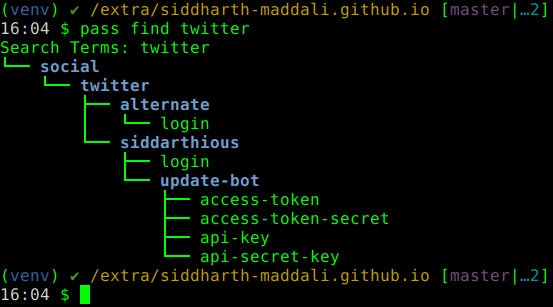 (venv) ✔ /extra/siddharth-maddali.github.io [master|…2]
16:04 $ pass find twitter
Search Terms: twitter
└── social
    └── twitter
        ├── alternate
        │   └── login
        └── siddarthious
            ├── login
            └── update-bot
                ├── access-token
                ├── access-token-secret
                ├── api-key
                └── api-secret-key
(venv) ✔ /extra/siddharth-maddali.github.io [master|…2]
16:04 $